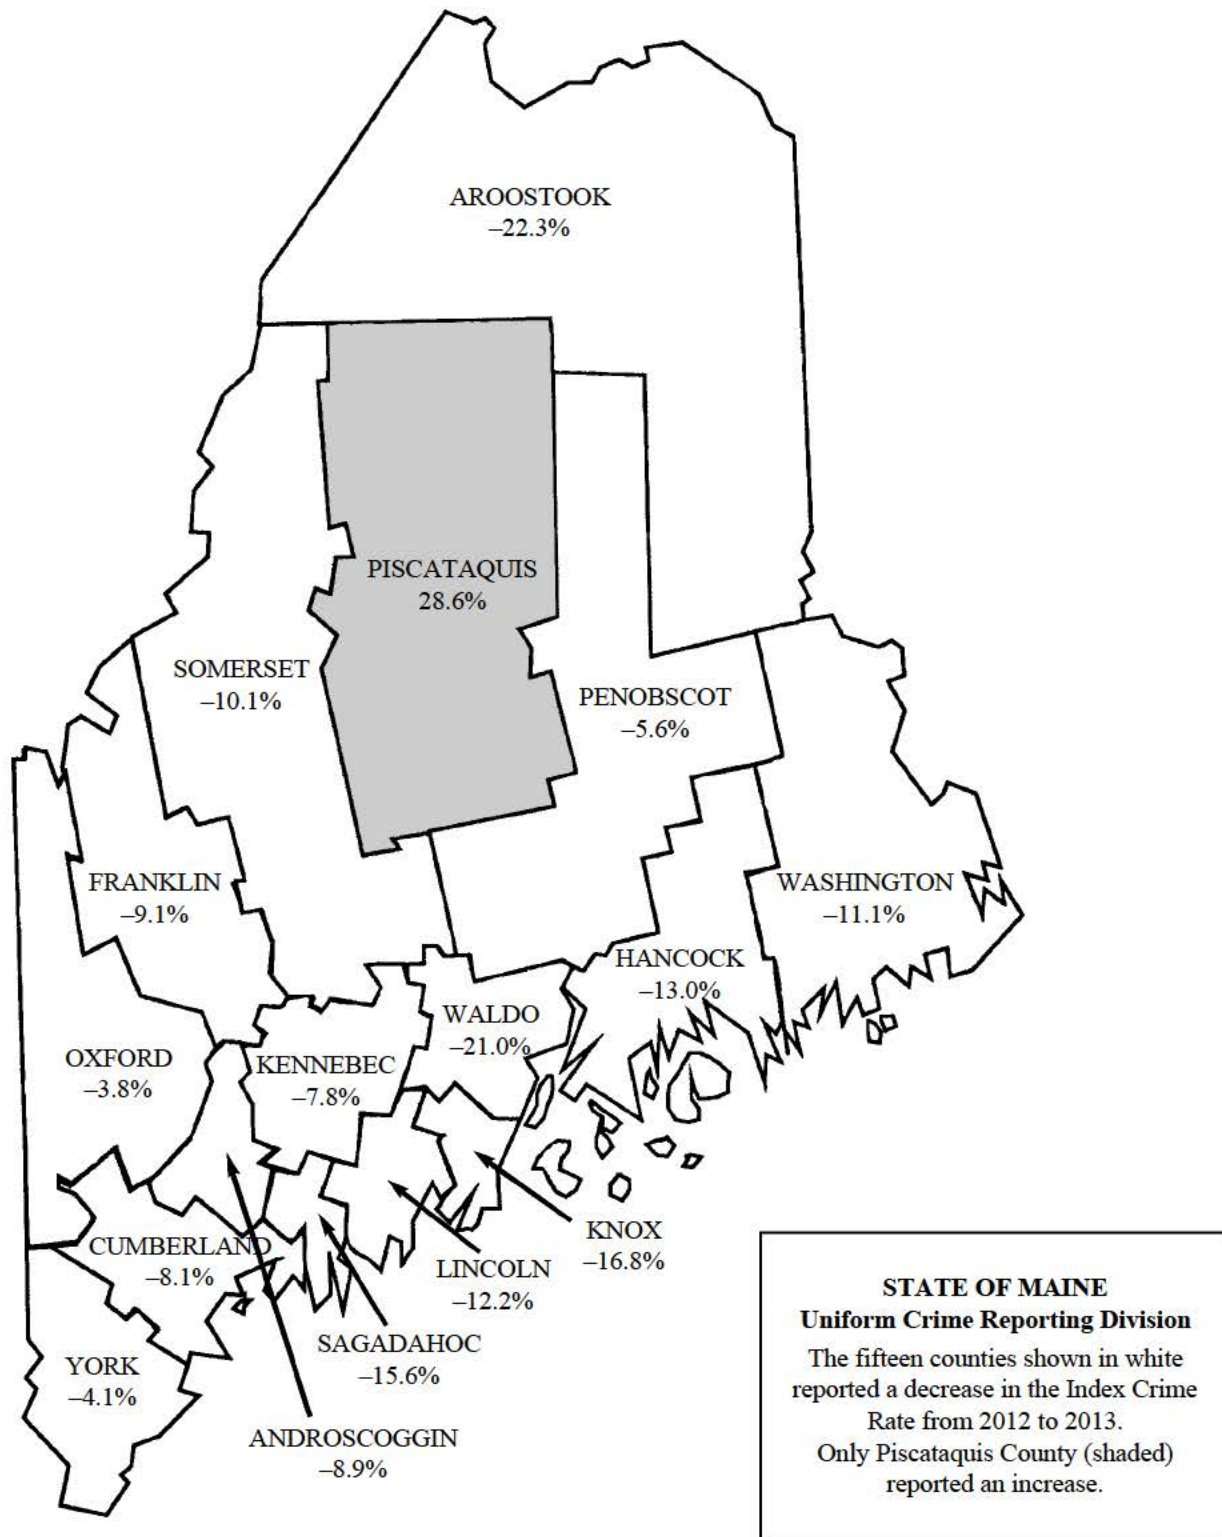 AROOSTOOK
–22.3%
PISCATAQUIS
28.6%
SOMERSET
–10.1%
PENOBSCOT
–5.6%
FRANKLIN
–9.1%
WASHINGTON
–11.1%
HANCOCK
–13.0%
WALDO
–21.0%
OXFORD
–3.8%
KENNEBEC
–7.8%
CUMBERLAND
–8.1%
KNOX
–16.8%
LINCOLN
–12.2%
SAGADAHOC
–15.6%
YORK
–4.1%
ANDROSCOGGIN
–8.9%
STATE OF MAINE
Uniform Crime Reporting Division
The fifteen counties shown in white
reported a decrease in the Index Crime
Rate from 2012 to 2013.
Only Piscataquis County (shaded)
reported an increase.